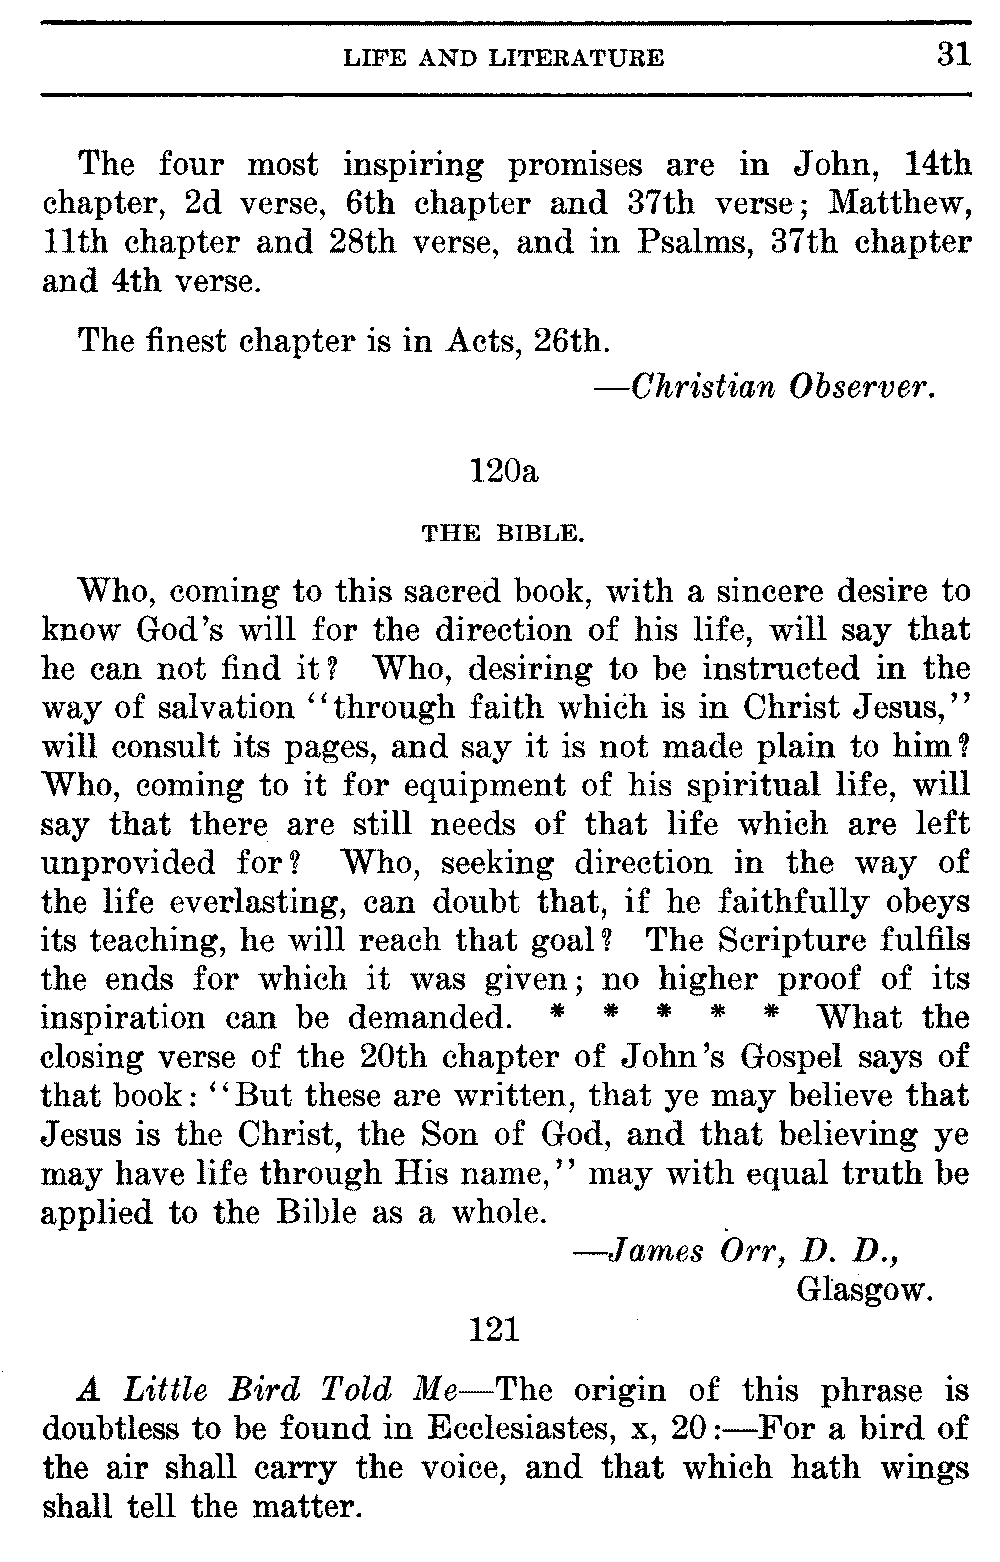 LIFE AND LITERATURE 31
The four most inspiring promises are in John, 14th
chapter, 2d verse, 6th chapter and 37th verse; Matthew,
11th chapter and 28th verse, and in Psalms, 37th chapter
and 4th verse.
The finest chapter is in Acts, 26th.
—Christian Observer.
120a
THE BIBLE.
Who, coming to this sacred book, with a sincere desire to
know God's will for the direction of his life, will say that
he can not find it? Who, desiring to be instructed in the
way of salvation "through faith which is in Christ Jesus,"
will consult its pages, and say it is not made plain to him?
Who, coming to it for equipment of his spiritual life, will
say that there are still needs of that life which are left
unprovided for? Who, seeking direction in the way of
the life everlasting, can doubt that, if he faithfully obeys
its teaching, he will reach that goal? The Scripture fulfils
the ends for which it was given; no higher proof of its
inspiration can be demanded. * * * * * What the
closing verse of the 20th chapter of John's Gospel says of
that book: "But these are written, that ye may believe that
Jesus is the Christ, the Son of God, and that believing ye
may have life through His name," may with equal truth be
applied to the Bible as a whole.
—James Orr, D. D.,
Glasgow.
121
A Little Bird Told Me—The origin of this phrase is
doubtless to be found in Ecclesiastes, x, 20:—For a bird of
the air shall carry the voice, and that which hath wings
shall tell the matter.